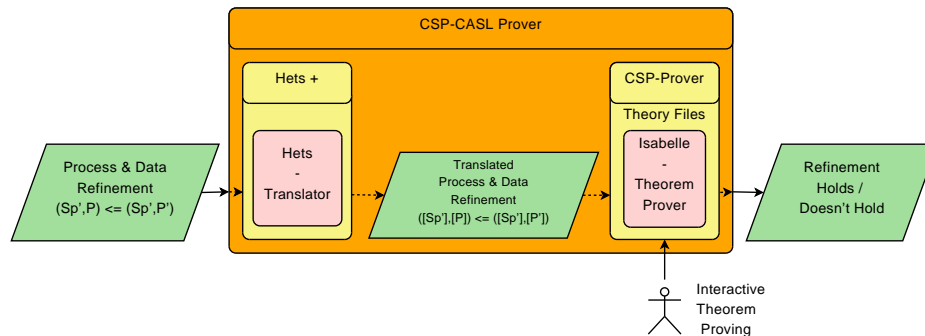 CSP-CASL Prover
Hets +
CSP-Prover
Theory Files
Process & Data
Refinement
(Sp',P) <= (Sp',P')
Hets
-
Translator
Translated
Process & Data
Refinement
([Sp'],[P]) <= ([Sp'],[P'])
Isabelle
-
Theorem
Prover
Refinement
Holds /
Doesn't Hold
Interactive
Theorem
Proving